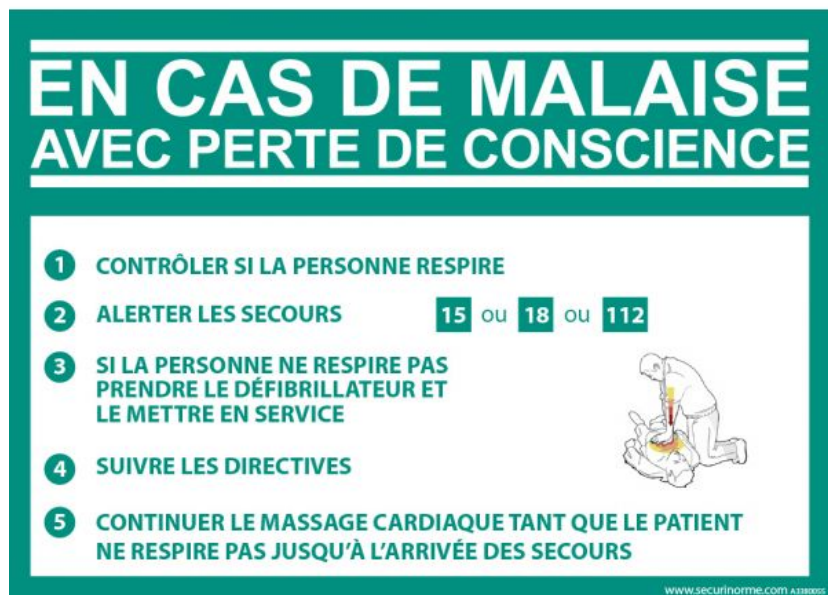 EN CAS DE MALAISE
AVEC PERTE DE CONSCIENCE
1 CONTRÔLER SI LA PERSONNE RESPIRE
2 ALERTER LES SECOURS 15 ou 18 ou 112
3 SI LA PERSONNE NE RESPIRE PAS
PRENDRE LE DÉFIBRILLATEUR ET
LE METTRE EN SERVICE
4 SUIVRE LES DIRECTIVES
5 CONTINUER LE MASSAGE CARDIAQUE TANT QUE LE PATIENT
NE RESPIRE PAS JUSQU'À L'ARRIVÉE DES SECOURS
www.securinorme.com